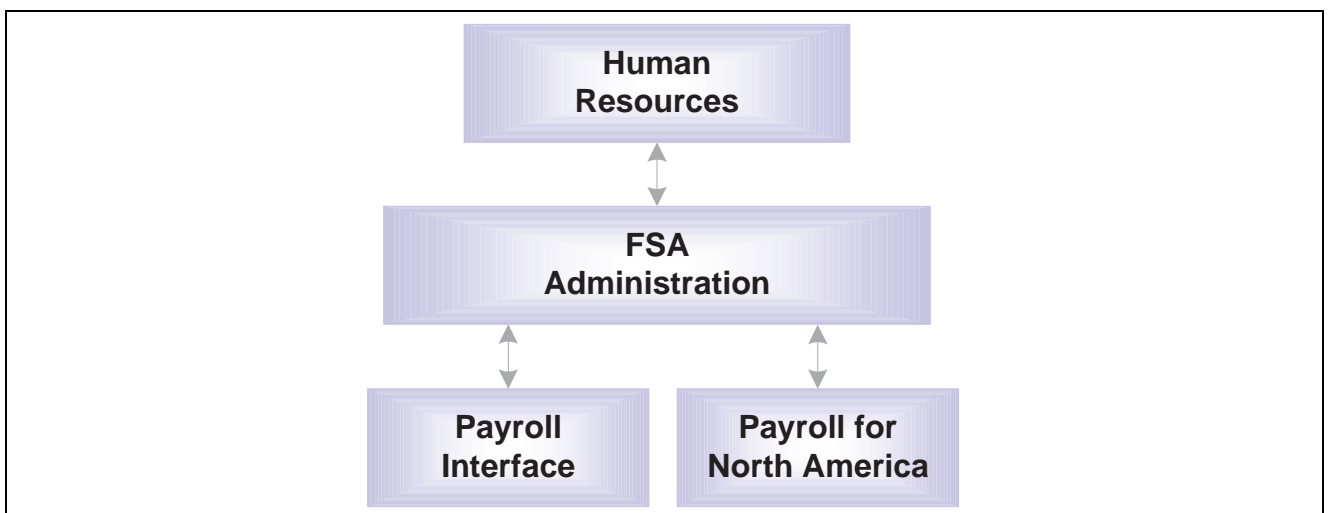 Human
Resources
FSA
Administration
Payroll
Interface
Payroll for
North America